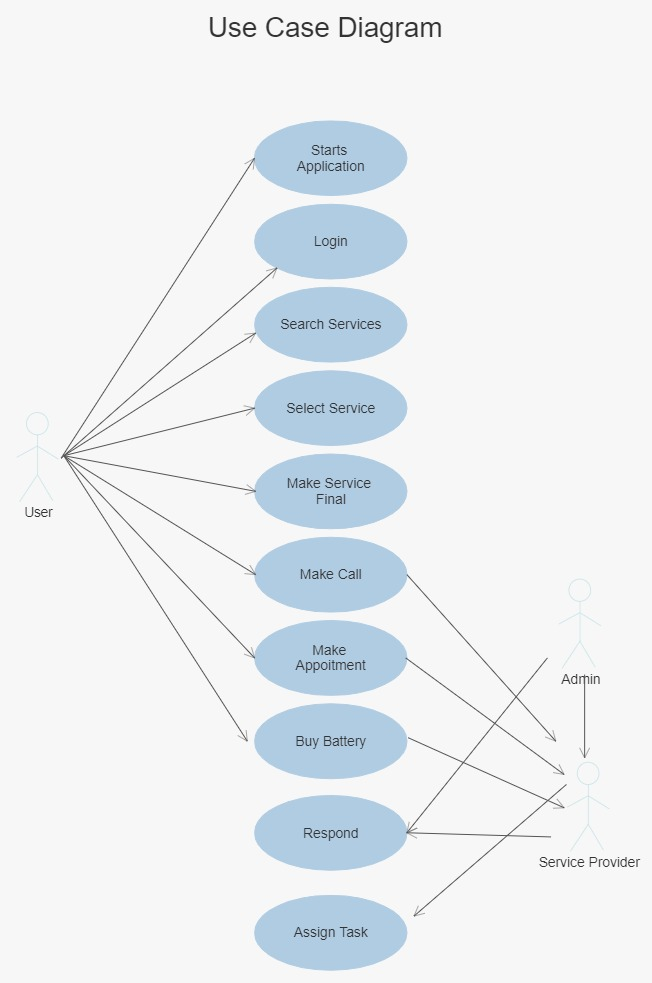 Use Case Diagram
Starts
Application
Login
Search Services
Select Service
Make Service
Final
User
Make Call
Make
Appoitment
Admin
Buy Battery
Respond
Service Provider
Assign Task